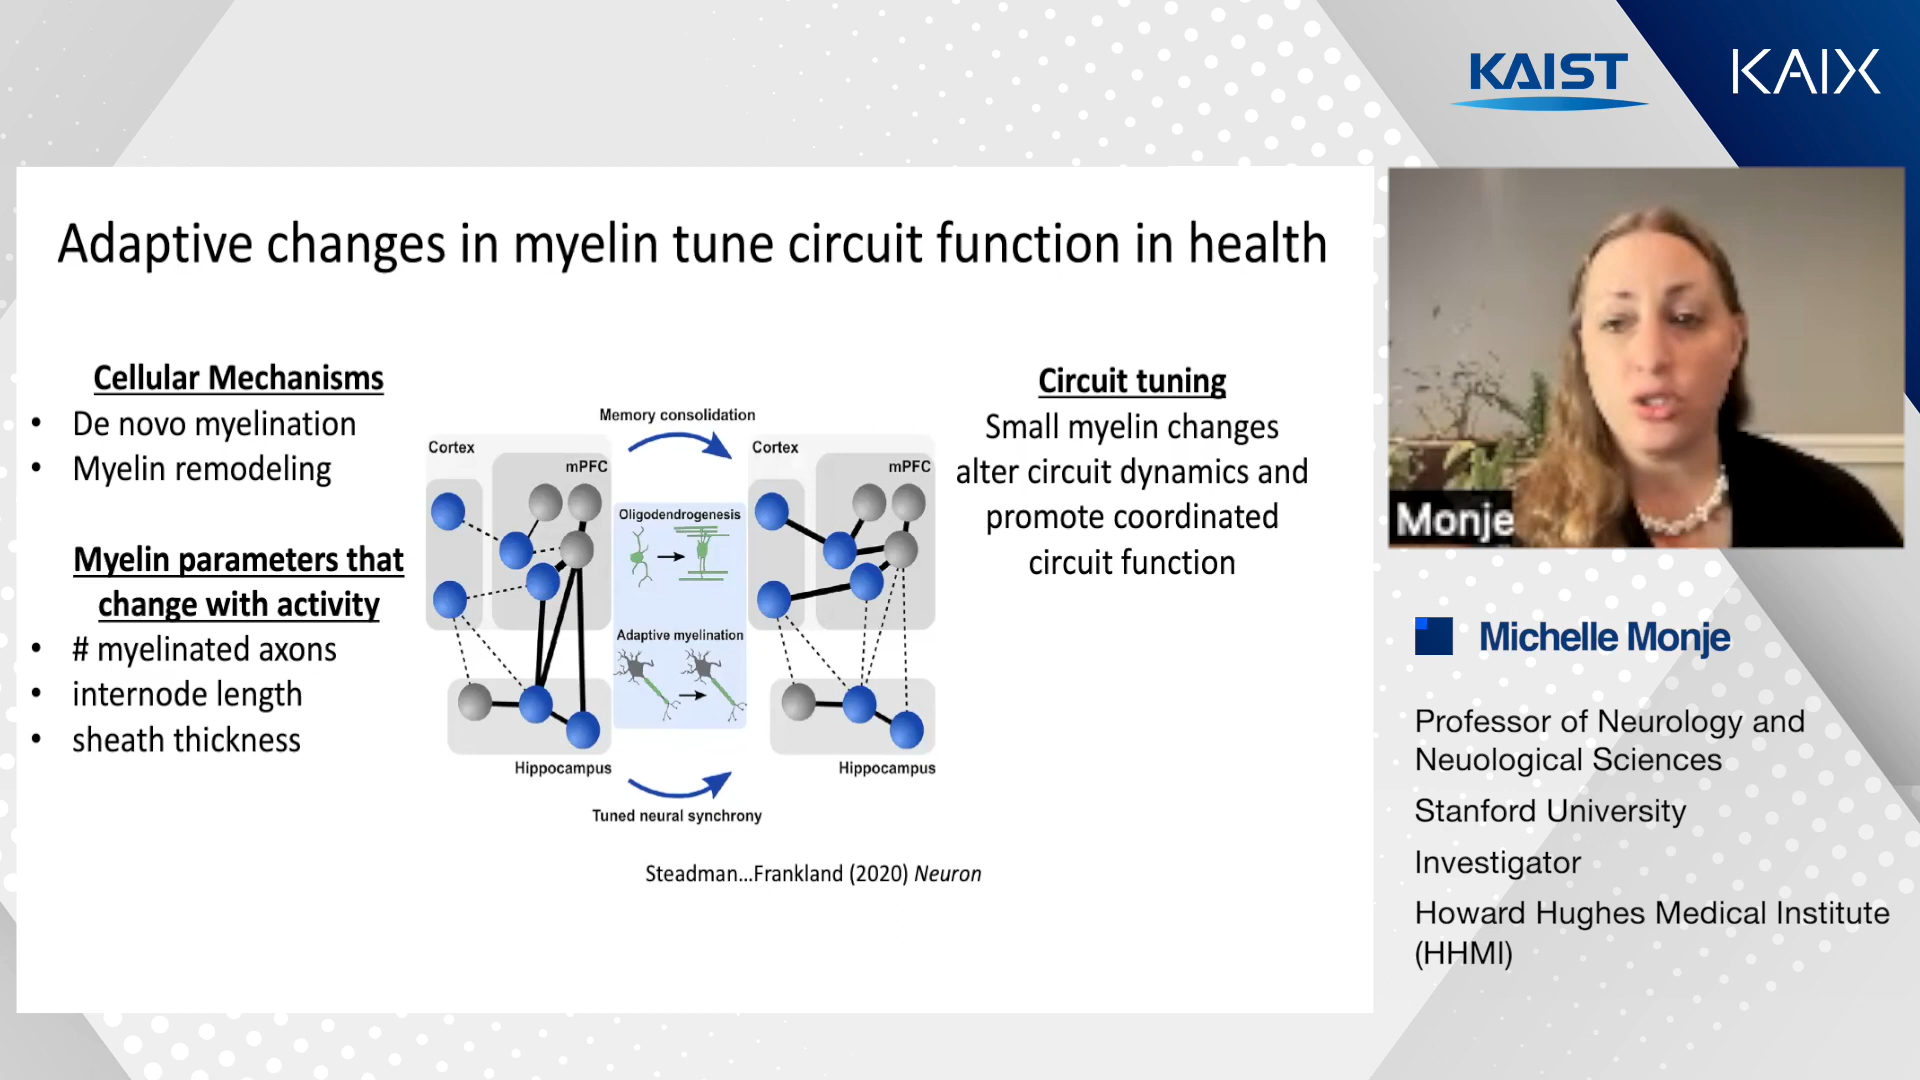 KAIST
KAIX
Adaptive changes in myelin tune circuit function in health
Cellular Mechanisms
• De novo myelination
• Myelin remodeling
Myelin parameters that
change with activity
• # myelinated axons
• internode length
• sheath thickness
Memory consolidation
Cortex
mPFC
Oligodendrogenesis
Adaptive myelination
Hippocampus
Cortex
mPFC
Hippocampus
Tuned neural synchrony
Steadman...Frankland (2020) Neuron
Circuit tuning
Small myelin changes
alter circuit dynamics and
promote coordinated
circuit function
Monje
Michelle Monje
Professor of Neurology and
Neuological Sciences
Stanford University
Investigator
Howard Hughes Medical Institute
(HHMI)